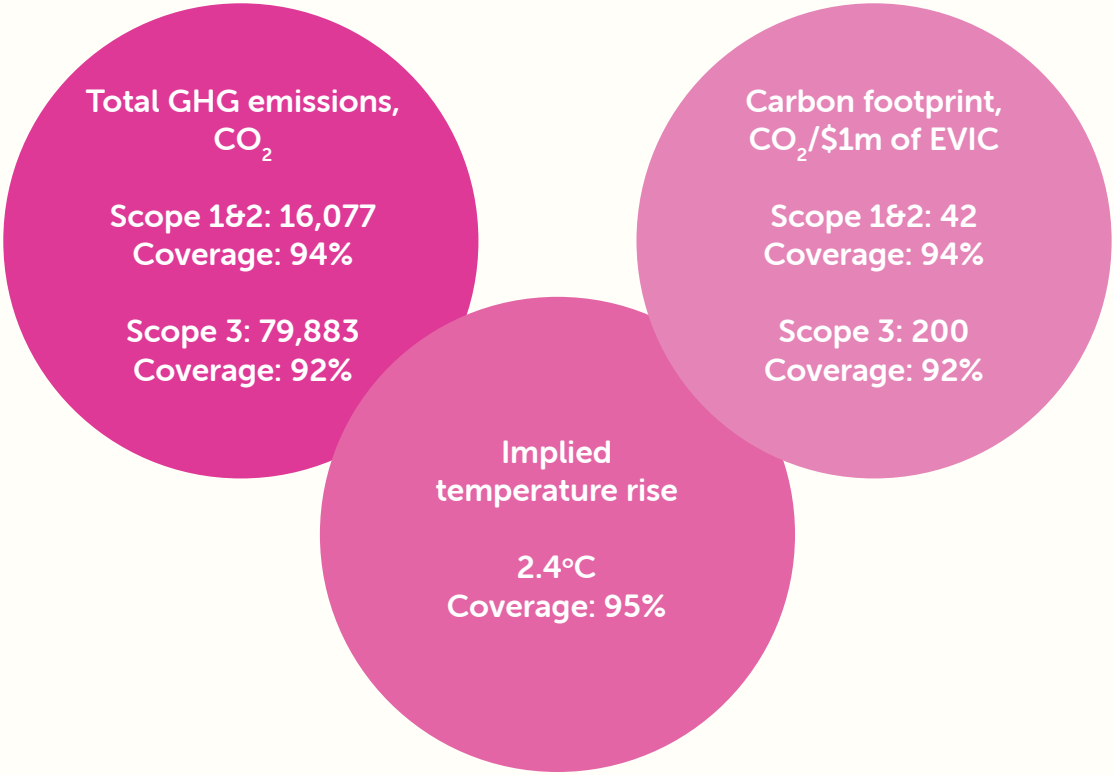 Total GHG emissions,
CO₂
Scope 1&2: 16,077
Coverage: 94%
Scope 3: 79,883
Coverage: 92%
Carbon footprint,
CO₂/$1m of EVIC
Scope 1&2: 42
Coverage: 94%
Scope 3: 200
Coverage: 92%
Implied
temperature rise
2.4°C
Coverage: 95%